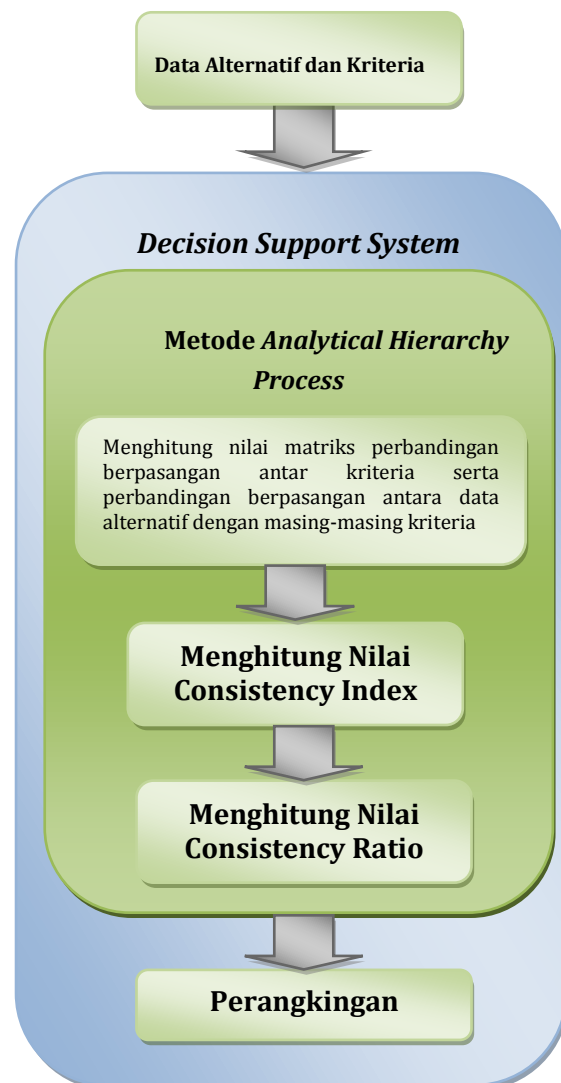 Data Alternatif dan Kriteria
Decision Support System
Metode Analytical Hierarchy
Process
Menghitung nilai matriks perbandingan
berpasangan antar kriteria serta
perbandingan berpasangan antara data
alternatif dengan masing-masing kriteria
Menghitung Nilai
Consistency Index
Menghitung Nilai
Consistency Ratio
Perangkingan